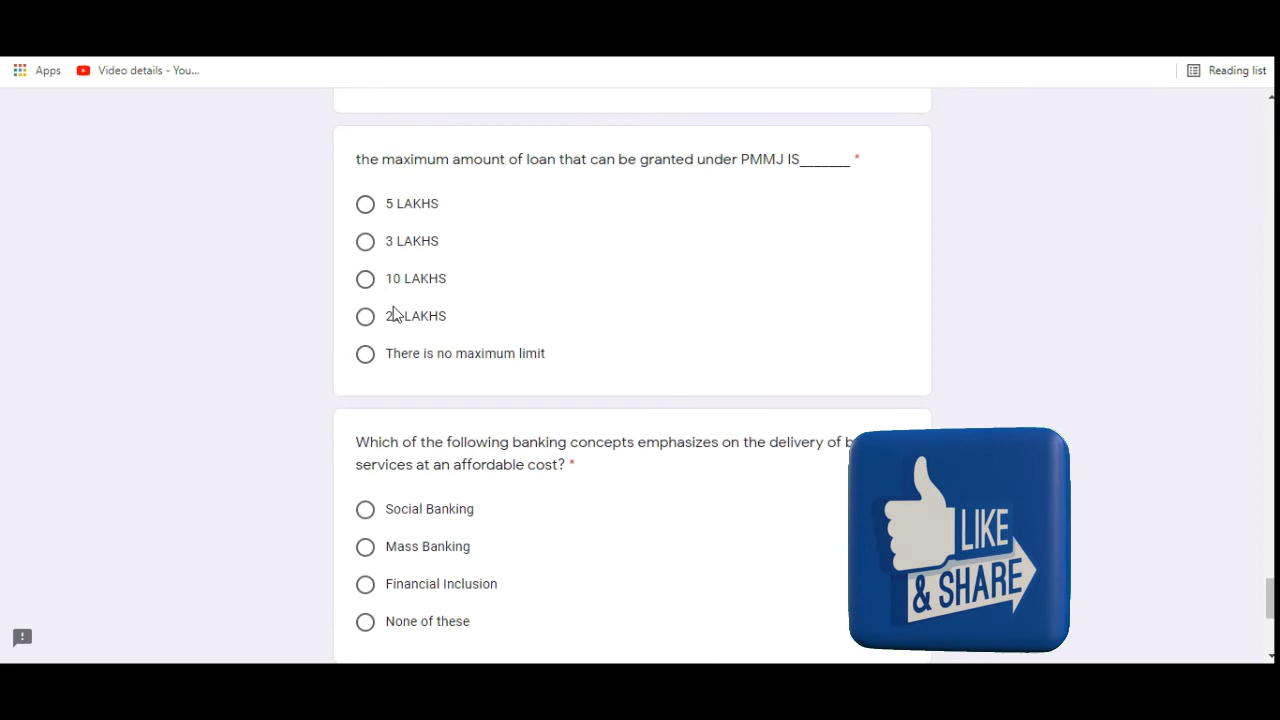 Apps
Video details - You...
Reading list
the maximum amount of loan that can be granted under PMMJ IS_______ *
5 LAKHS
3 LAKHS
10 LAKHS
LAKHS
There is no maximum limit
Which of the following banking concepts emphasizes on the delivery of
services at an affordable cost? *
Social Banking
Mass Banking
Financial Inclusion
None of these
LIKE
& SHARE